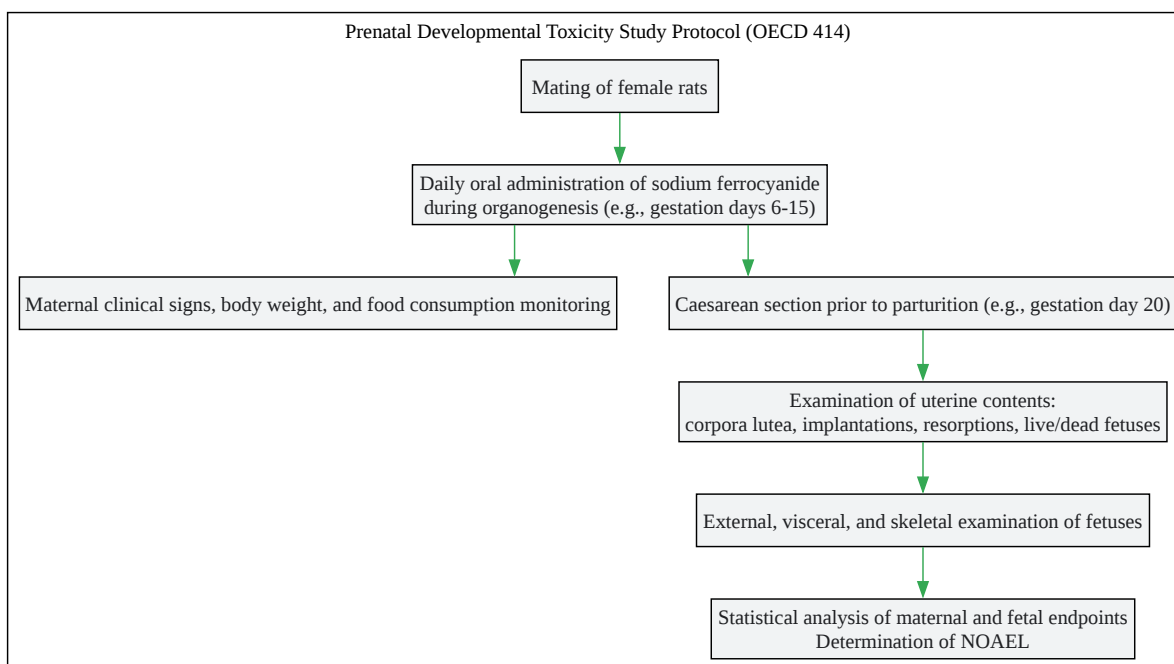 Prenatal Developmental Toxicity Study Protocol (OECD 414)
Mating of female rats
Daily oral administration of sodium ferrocyanide
during organogenesis (e.g., gestation days 6-15)
Maternal clinical signs, body weight, and food consumption monitoring
Caesarean section prior to parturition (e.g., gestation day 20)
Examination of uterine contents:
corpora lutea, implantations, resorptions, live/dead fetuses
External, visceral, and skeletal examination of fetuses
Statistical analysis of maternal and fetal endpoints
Determination of NOAEL